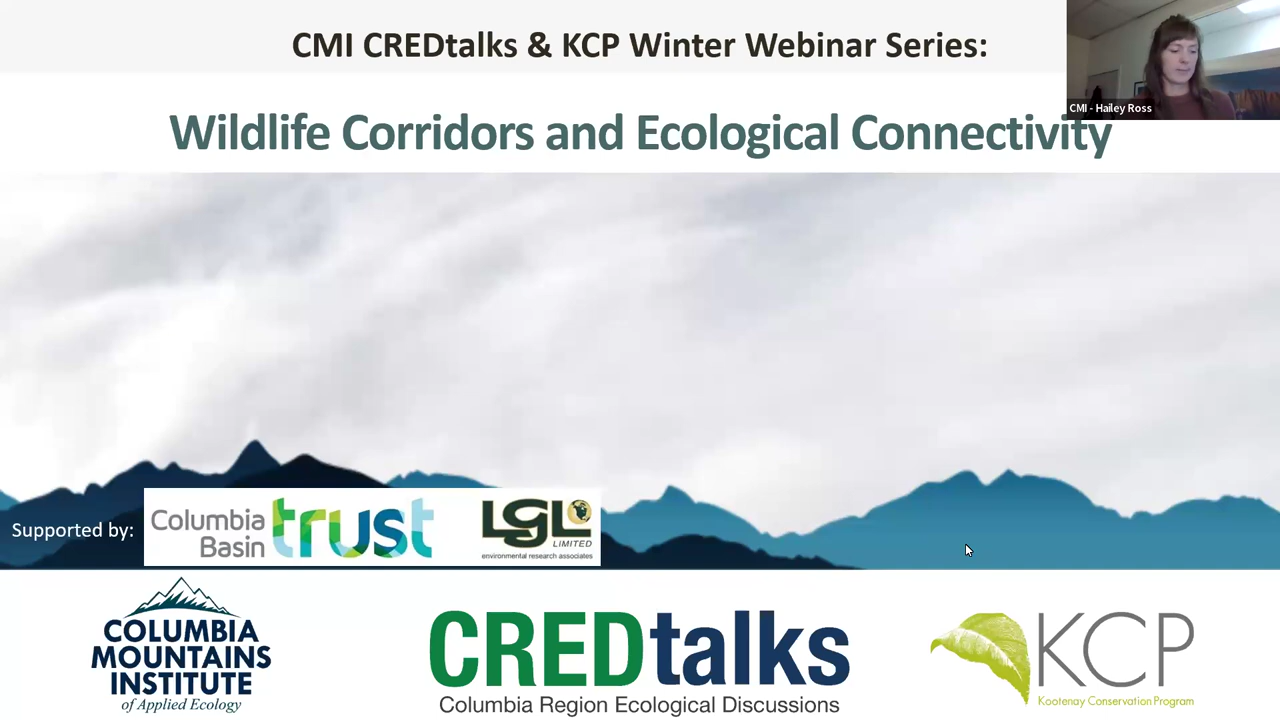 CMI CREDtalks & KCP Winter Webinar Series:
CMI - Hailey Ross
Wildlife Corridors and Ecological Connectivity
Supported by:
Columbia
Basin
trust
LGL
LIMITED
environmental research associates
COLUMBIA
MOUNTAINS
INSTITUTE
of Applied Ecology
CREDtalks
Columbia Region Ecological Discussions
KCP
Kootenay Conservation Program